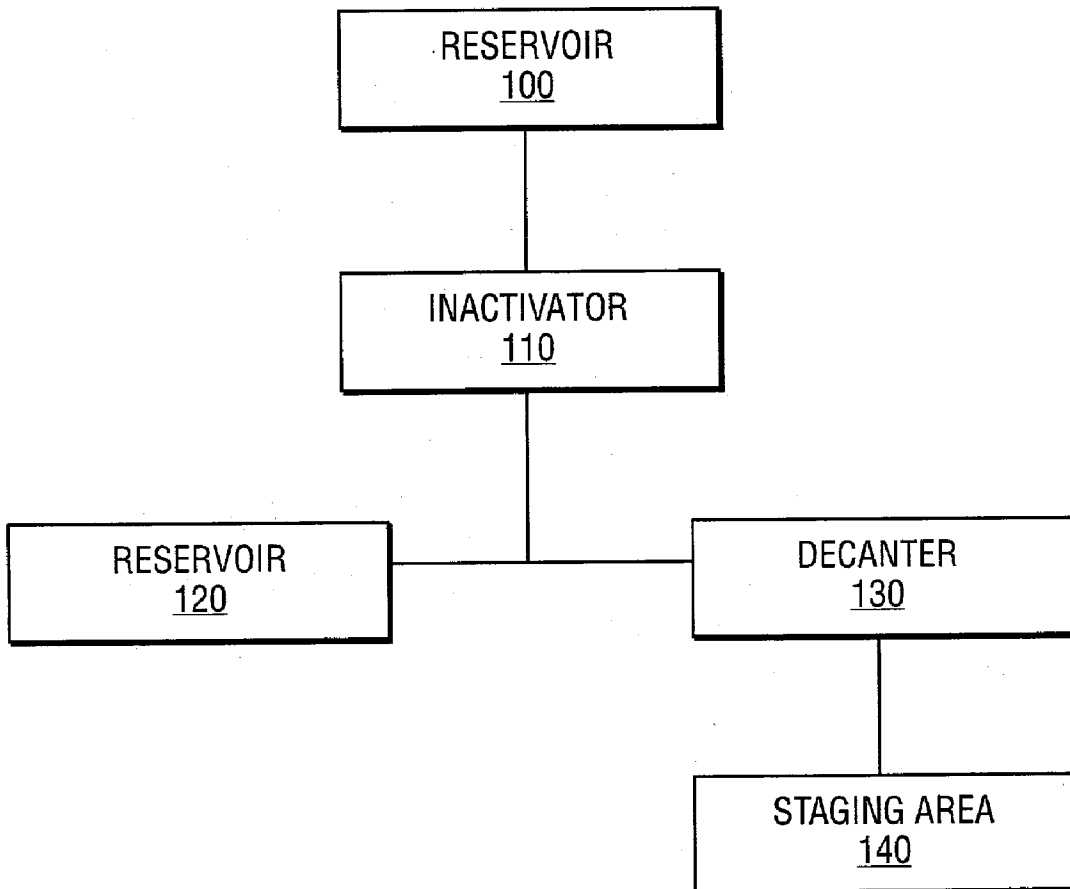 RESERVOIR
100
INACTIVATOR
110
RESERVOIR
120
DECANTER
130
STAGING AREA
140